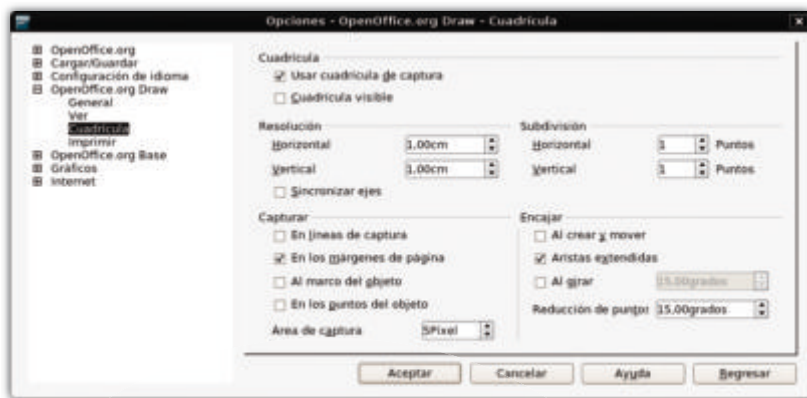 Opciones - OpenOffice.org Draw - Cuadrícula
OpenOffice.org
Cargar/Guardar
Configuración de idioma
OpenOffice.org Draw
General
Ver
Cuadrícula
Imprimir
OpenOffice.org Base
Gráficos
Internet
Cuadrícula
Usar cuadrícula de captura
Cuadrícula visible
Resolución
Horizontal 1.00cm
Vertical 1.00cm
Sincronizar ejes
Subdivisión
Horizontal 1 Puntos
Vertical 1 Puntos
Capturar
En líneas de captura
En los márgenes de página
Al marco del objeto
En los puntos del objeto
Área de captura 5Pixel
Encajar
Al crear y mover
Aristas extendidas
Al girar 15.00grados
Reducción de puntos 15.00grados
Aceptar Cancelar Ayuda Regresar